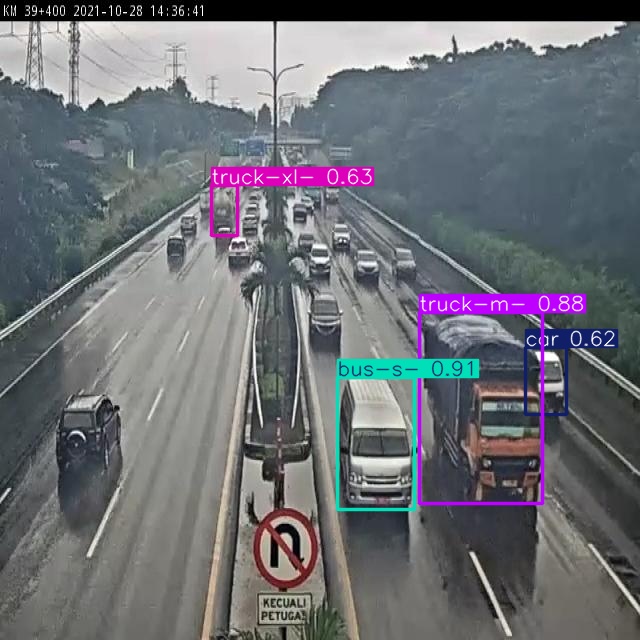 KM 39+400 2021-10-28 14:36:41
truck-xl- 0.63
truck-m- 0.88
car 0.62
bus-s- 0.91
KECUALI
PETUGAS